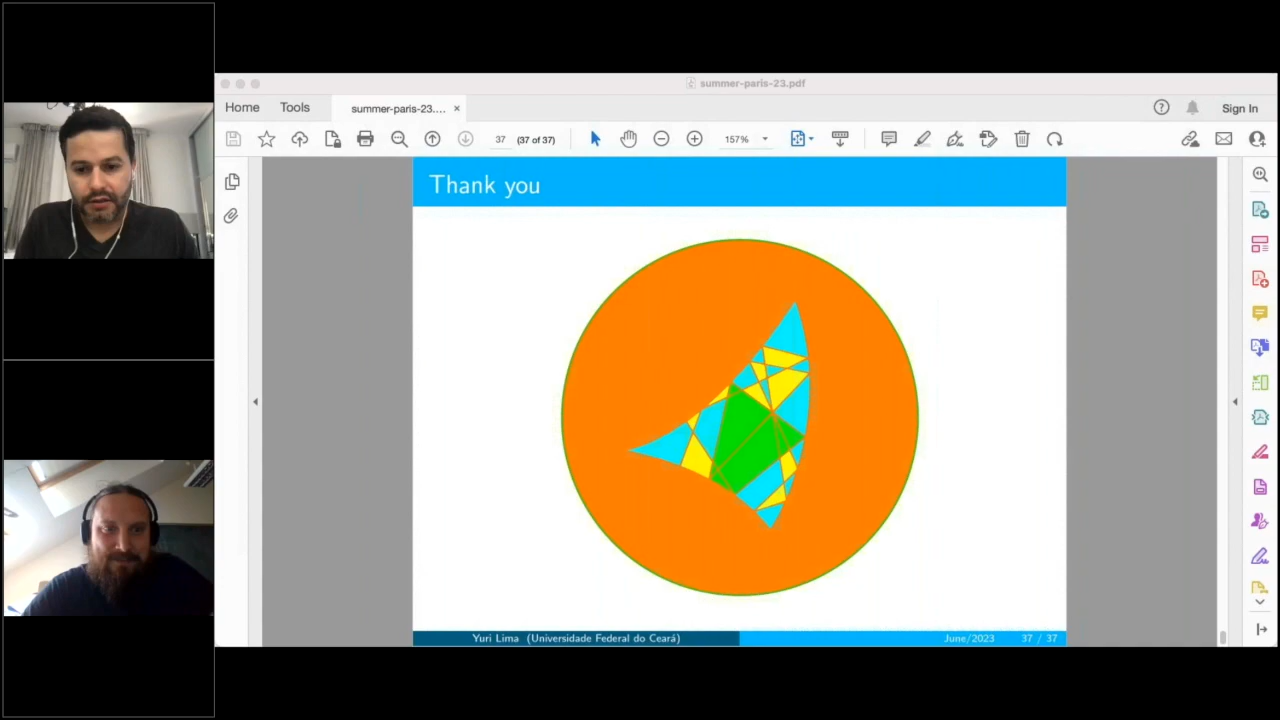 summer-paris-23.pdf
Home Tools summer-paris-23.... × Sign In
37 (37 of 37) 157%
Thank you
Yuri Lima (Universidade Federal do Ceará) June/2023 37 / 37